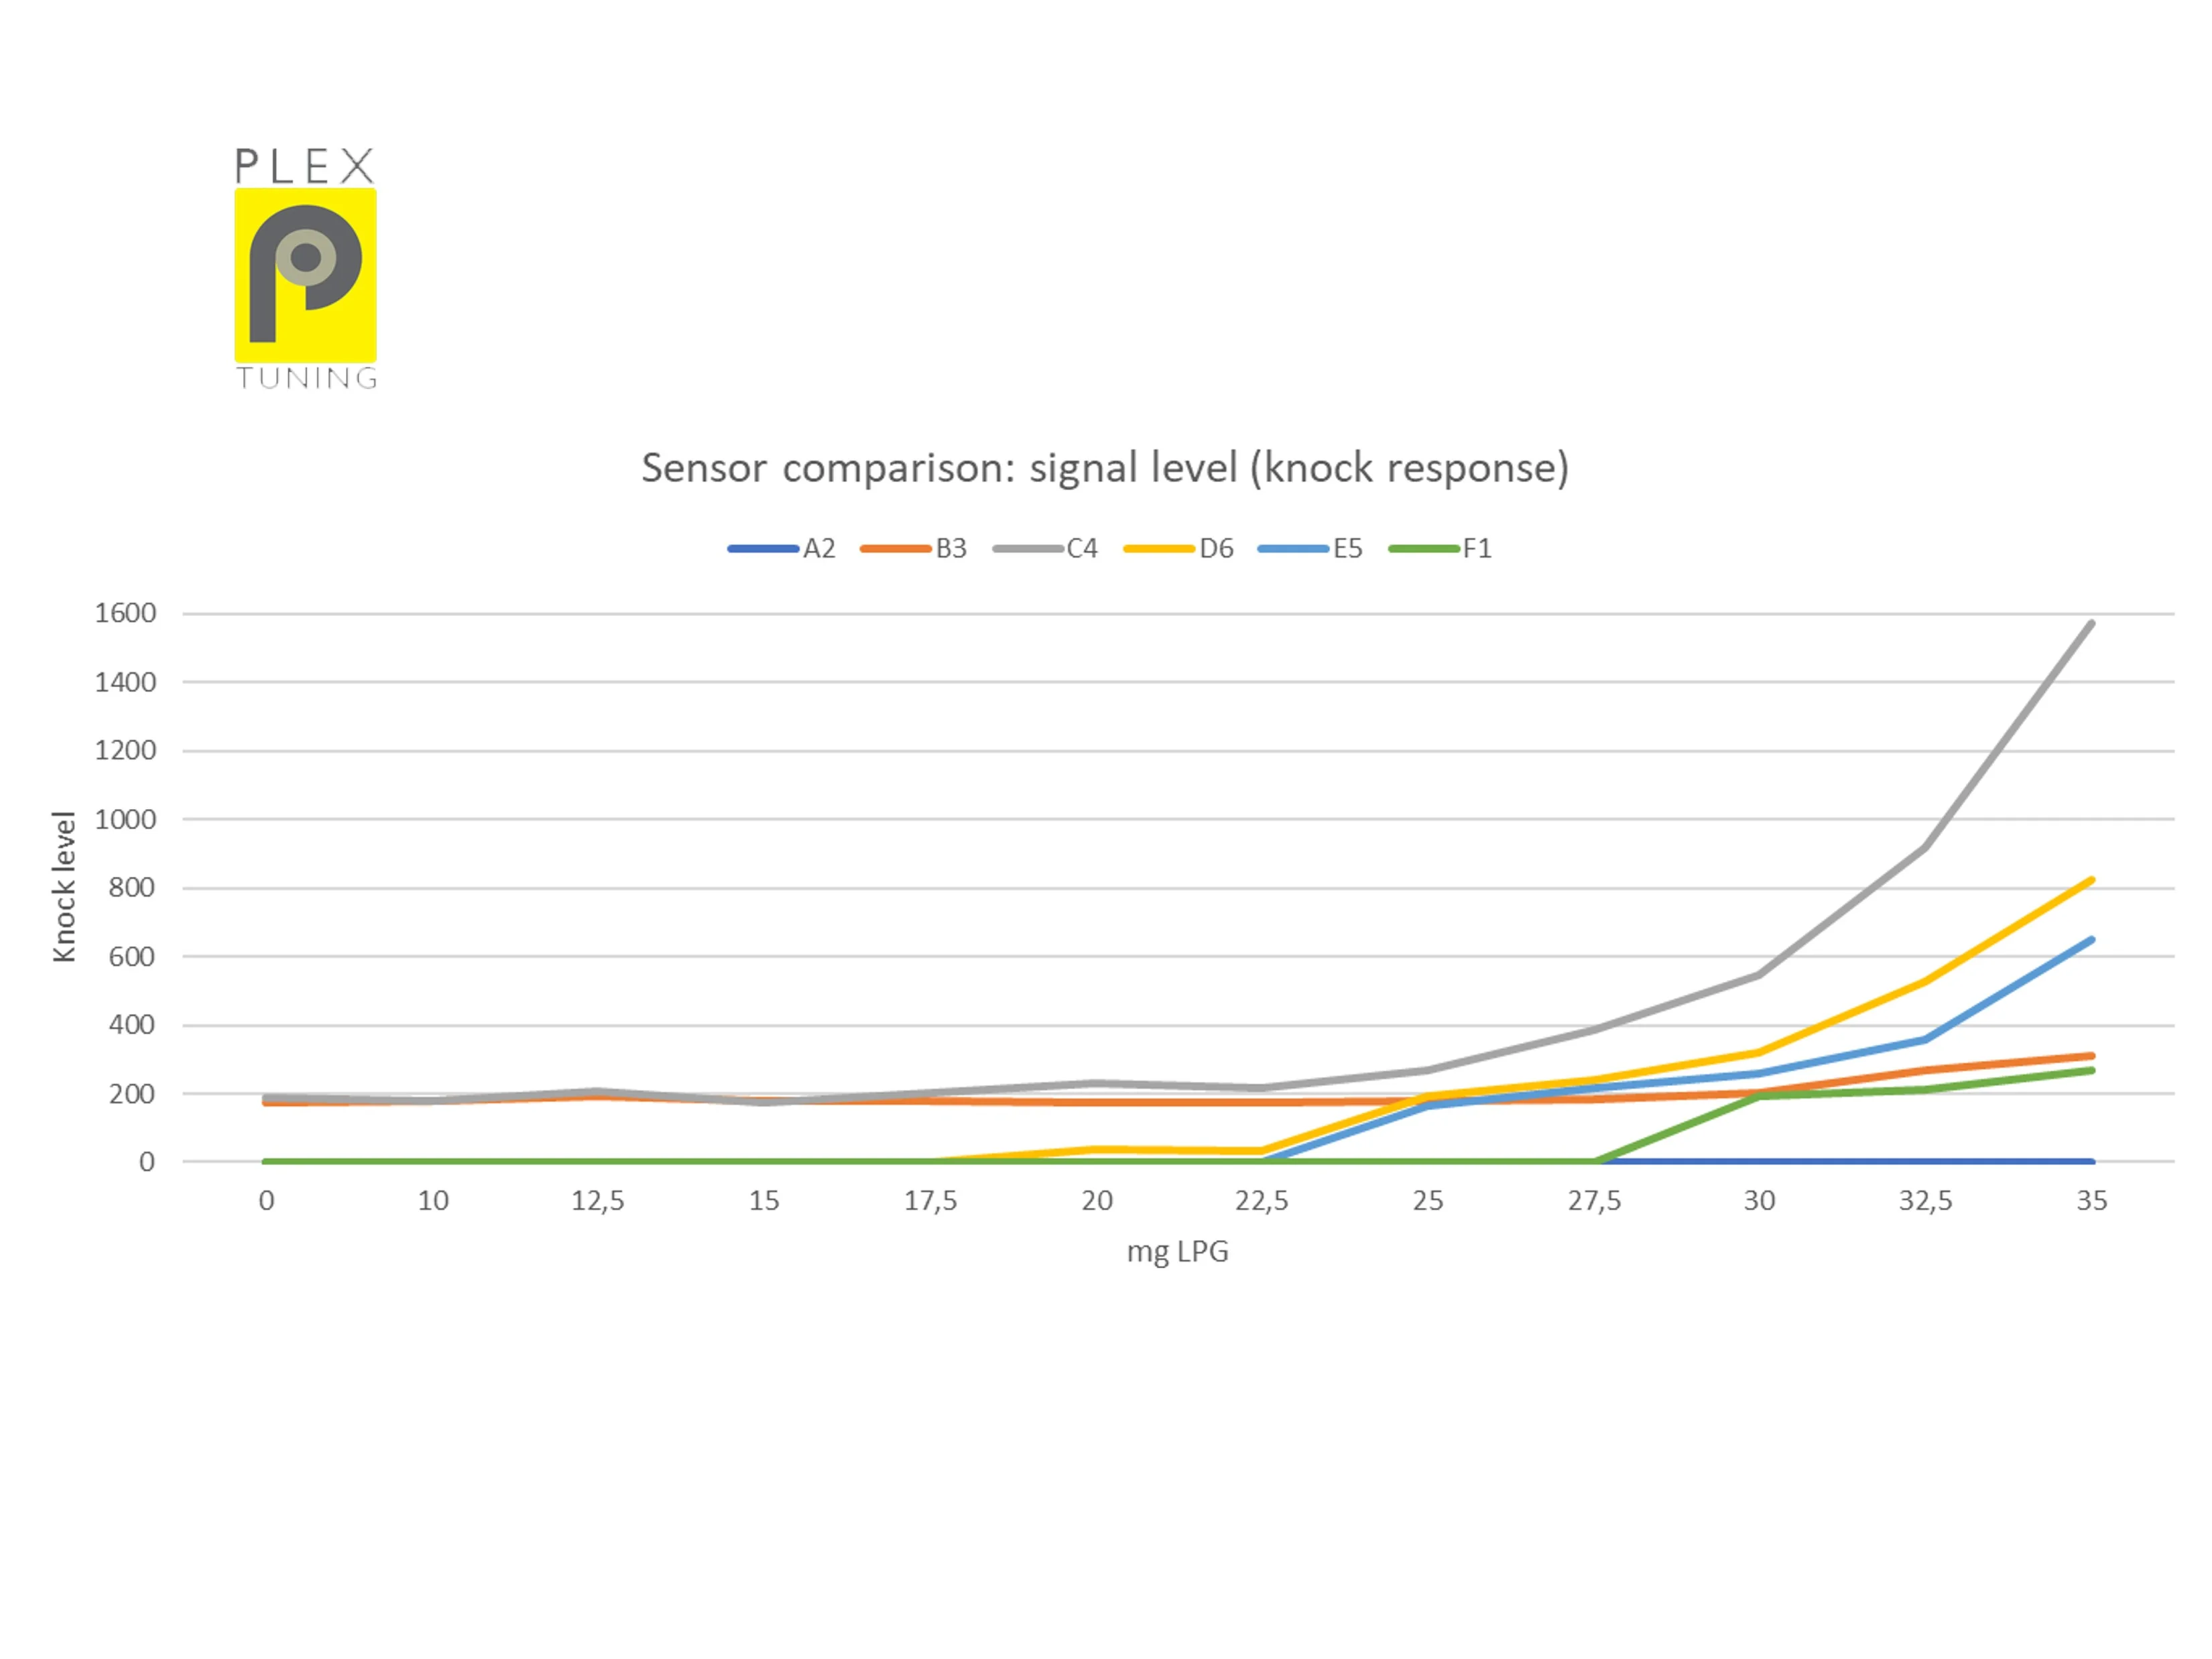 PLEX
TUNING
Sensor comparison: signal level (knock response)
A2 B3 C4 D6 E5 F1
1600
1400
1200
1000
800
600
400
200
0
Knock level
0 10 12,5 15 17,5 20 22,5 25 27,5 30 32,5 35
mg LPG